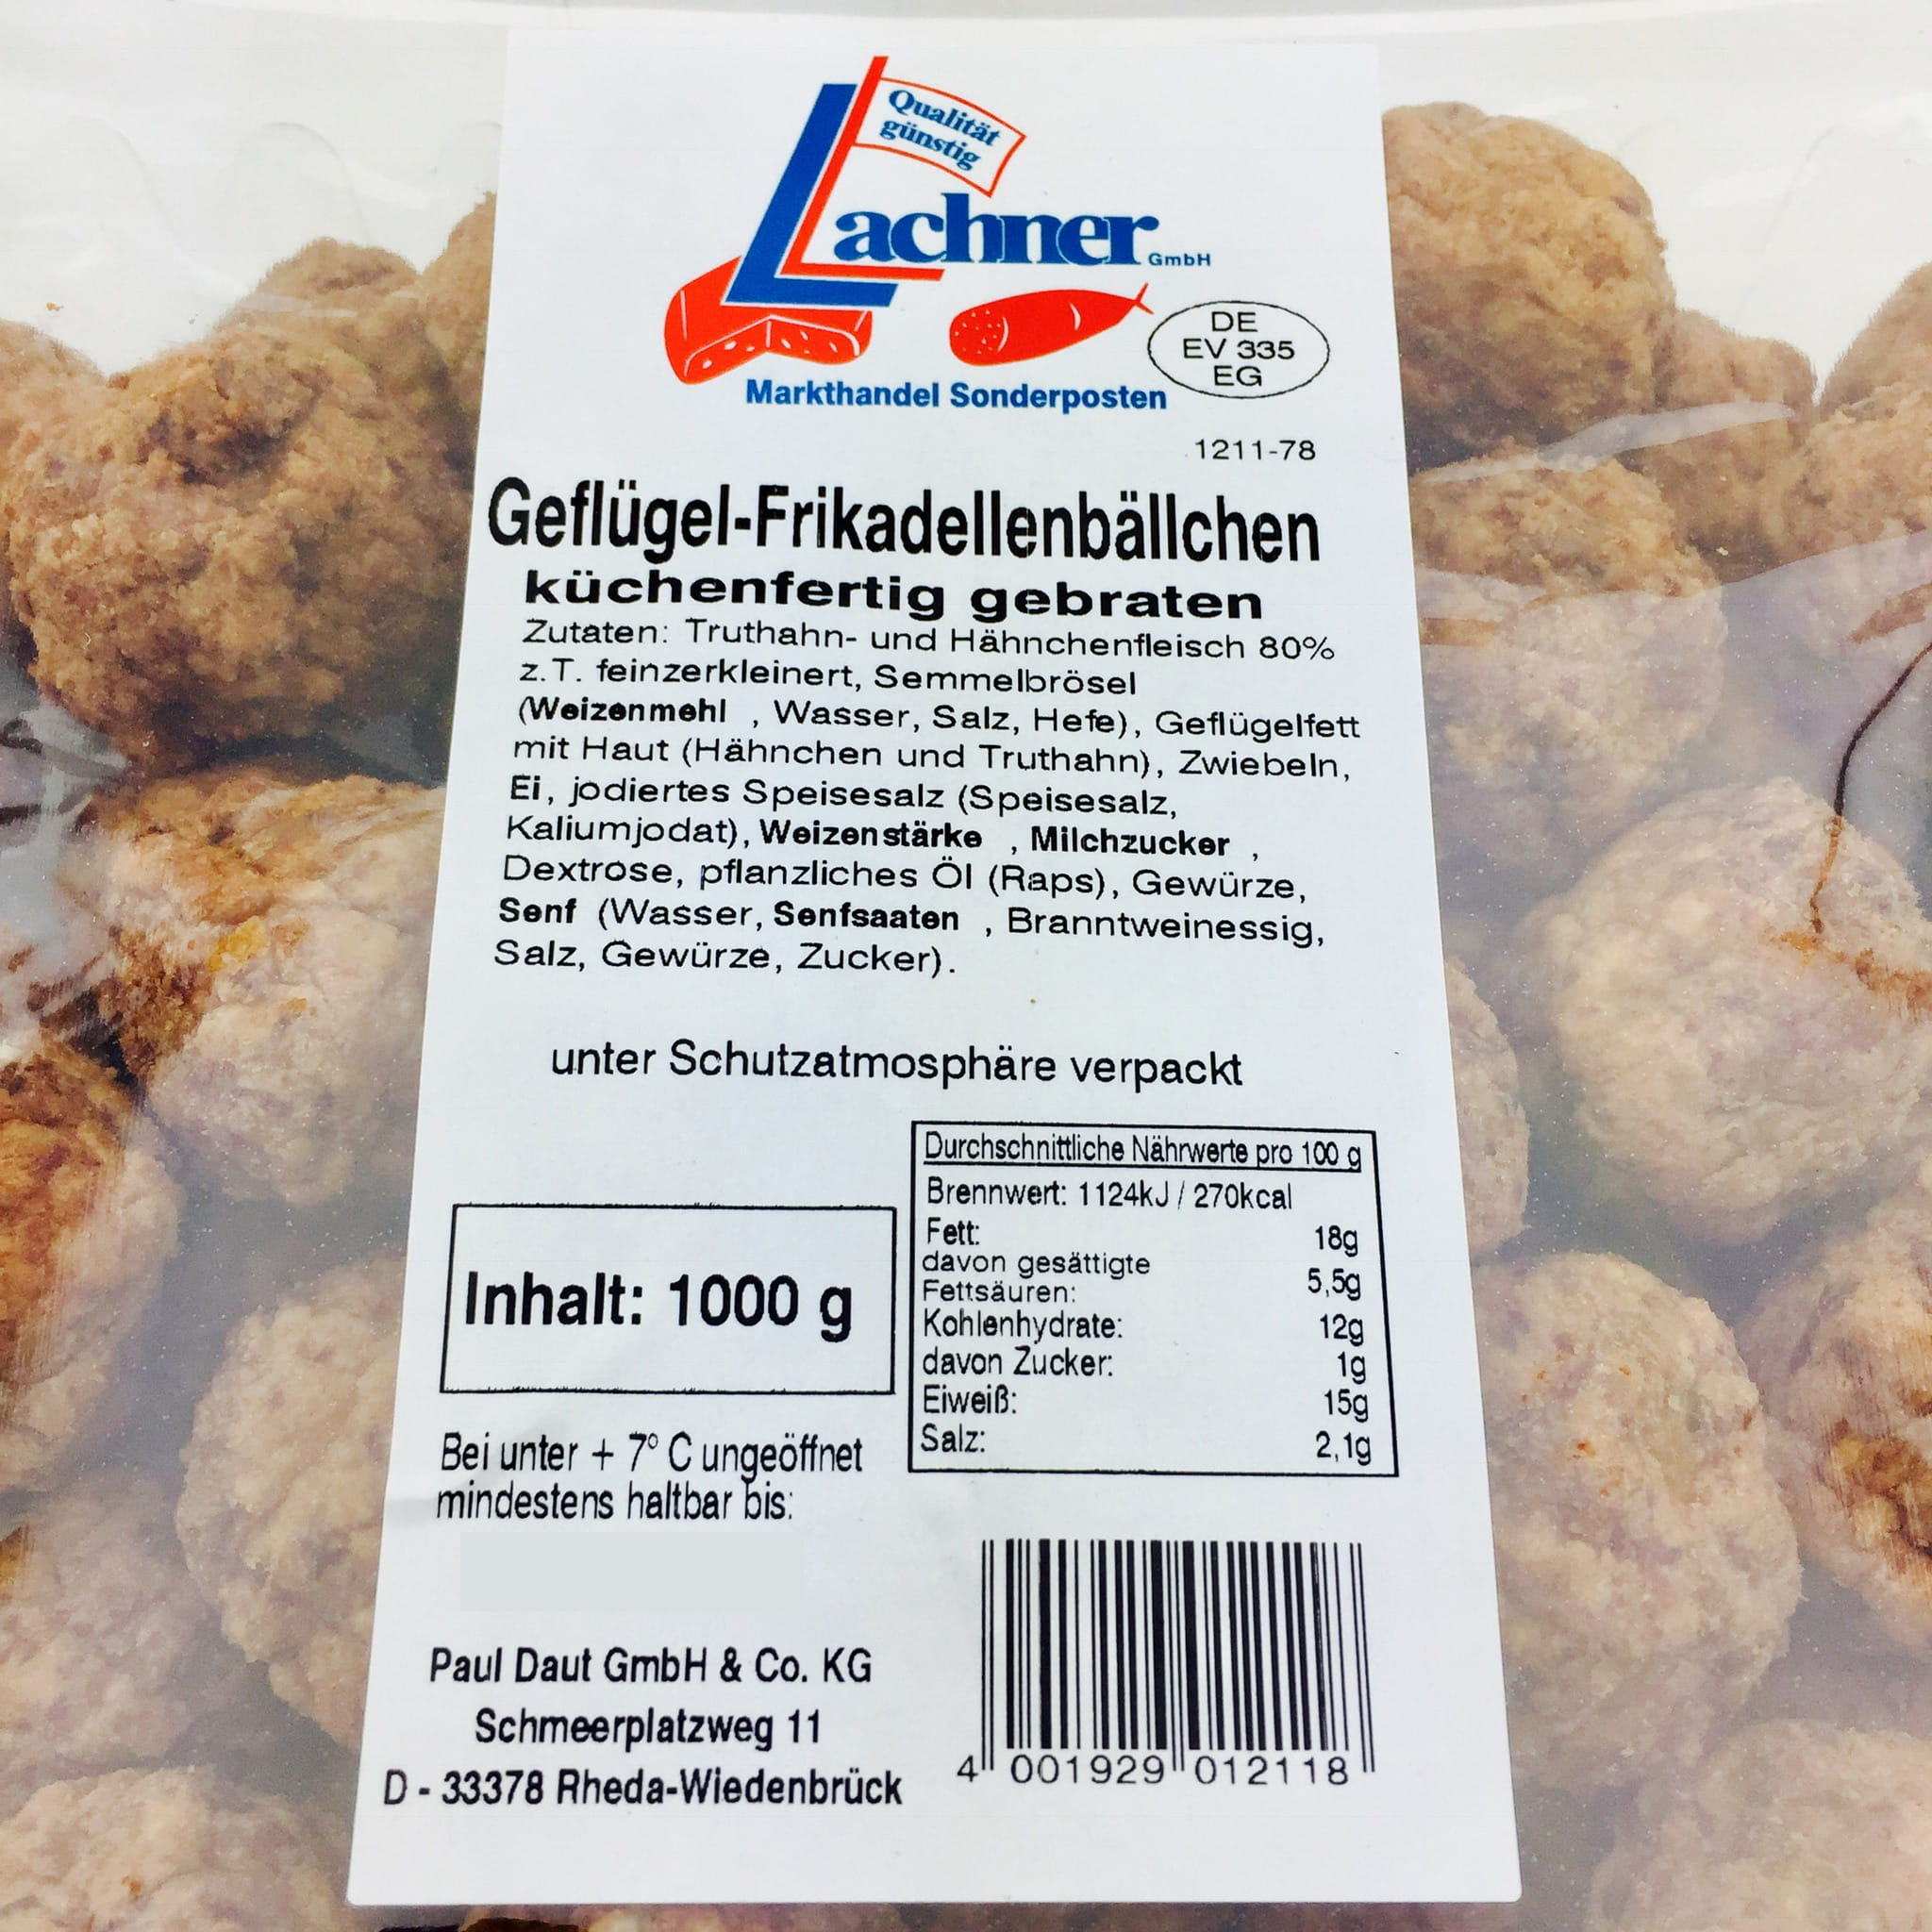 Qualität
günstig
Lachner GmbH
DE
EV 335
EG
Markthandel Sonderposten
1211-78
Geflügel-Frikadellenbällchen
küchenfertig gebraten
Zutaten: Truthahn- und Hähnchenfleisch 80%
z.T. feinzerkleinert, Semmelbrösel
(Weizenmehl , Wasser, Salz, Hefe), Geflügelfett
mit Haut (Hähnchen und Truthahn), Zwiebeln,
Ei, jodiertes Speisesalz (Speisesalz,
Kaliumjodat), Weizenstärke , Milchzucker ,
Dextrose, pflanzliches Öl (Raps), Gewürze,
Senf (Wasser, Senfsaaten , Branntweinessig,
Salz, Gewürze, Zucker).
unter Schutzatmosphäre verpackt
Durchschnittliche Nährwerte pro 100 g
Brennwert: 1124kJ / 270kcal
Fett: 18g
davon gesättigte
Fettsäuren: 5,5g
Kohlenhydrate: 12g
davon Zucker: 1g
Eiweiß: 15g
Salz: 2,1g
Inhalt: 1000 g
Bei unter + 7° C ungeöffnet
mindestens haltbar bis:
Paul Daut GmbH & Co. KG
Schmeerplatzweg 11
D - 33378 Rheda-Wiedenbrück
4 001929 012118